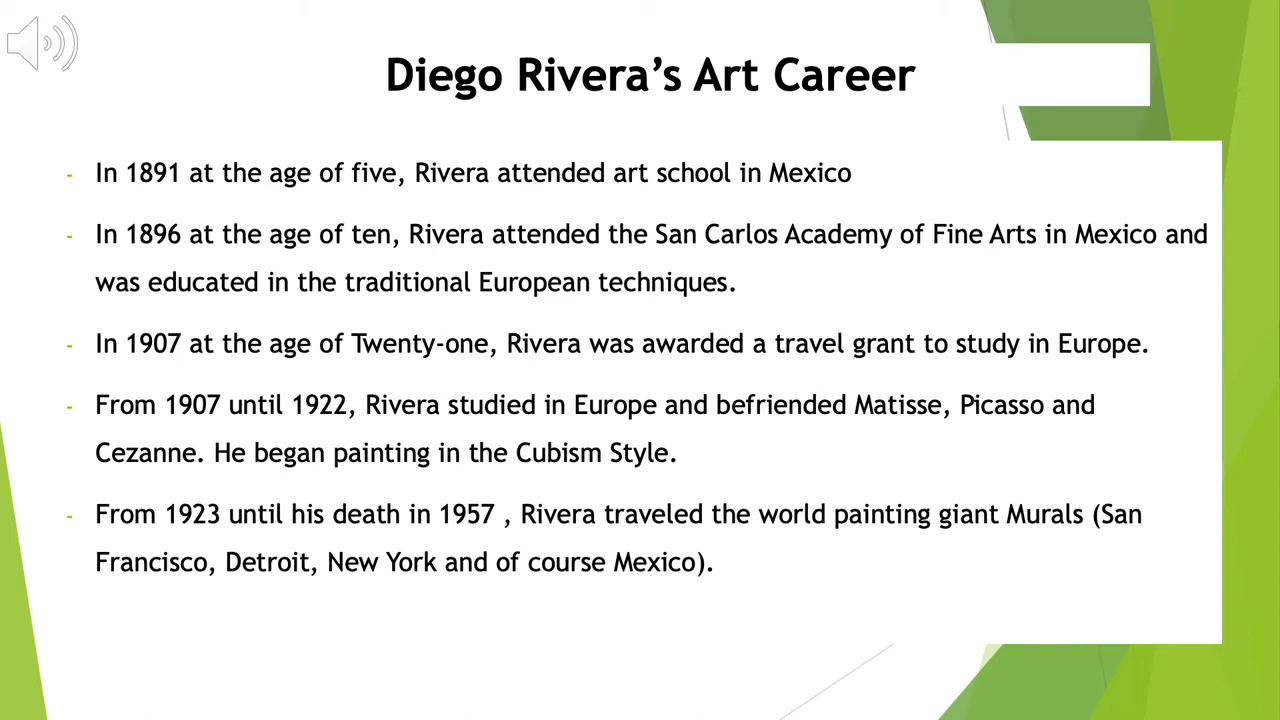 Diego Rivera’s Art Career
- In 1891 at the age of five, Rivera attended art school in Mexico
- In 1896 at the age of ten, Rivera attended the San Carlos Academy of Fine Arts in Mexico and
was educated in the traditional European techniques.
- In 1907 at the age of Twenty-one, Rivera was awarded a travel grant to study in Europe.
- From 1907 until 1922, Rivera studied in Europe and befriended Matisse, Picasso and
Cezanne. He began painting in the Cubism Style.
- From 1923 until his death in 1957 , Rivera traveled the world painting giant Murals (San
Francisco, Detroit, New York and of course Mexico).